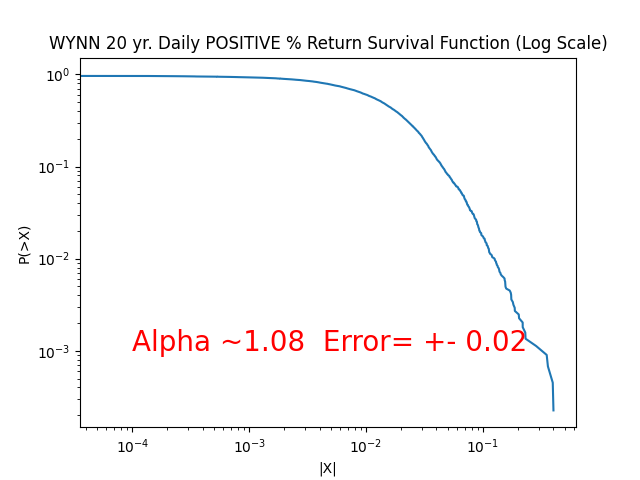 WYNN 20 yr. Daily POSITIVE % Return Survival Function (Log Scale)
10⁰
10⁻¹
10⁻²
10⁻³
P(>X)
Alpha ~1.08  Error= +- 0.02
10⁻⁴ 10⁻³ 10⁻² 10⁻¹
|X|